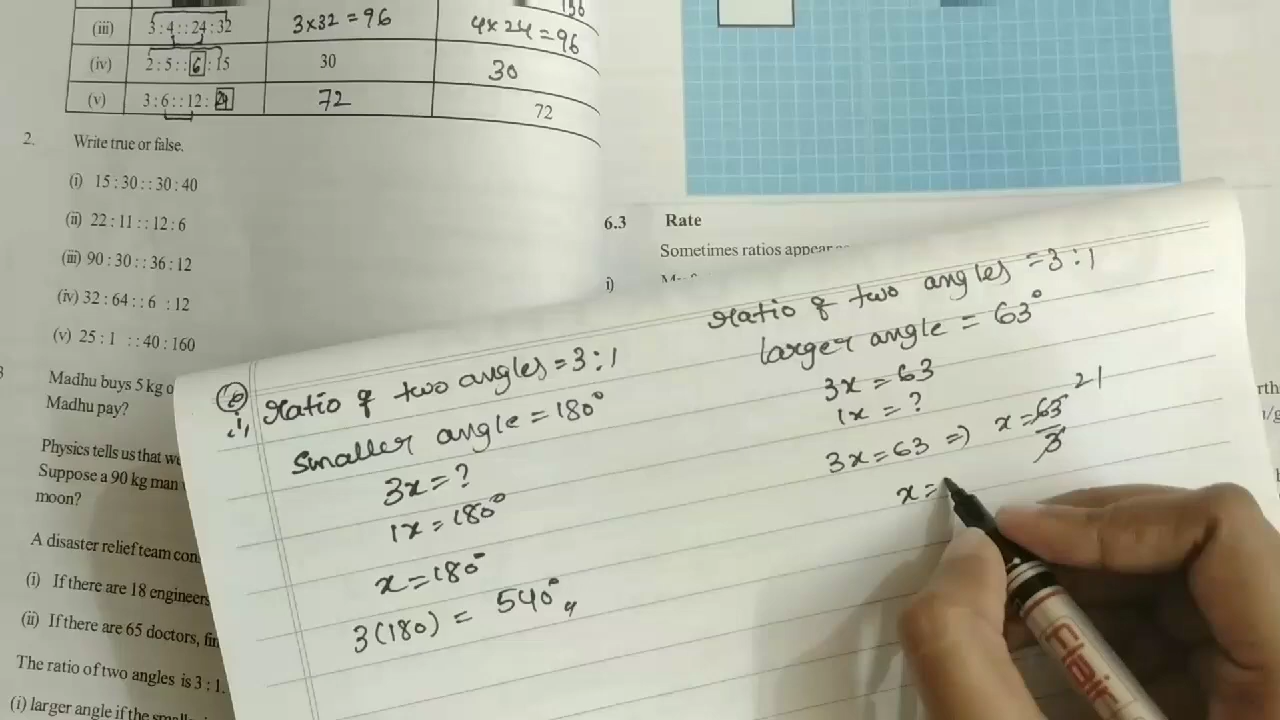 156
(iii) 3 : 4 : : 24 : 32 3 x 32 = 96 4 x 24 = 96
(iv) 2 : 5 : : 6 : 15 30 30
(v) 3 : 6 : : 12 : 24 72 72
2. Write true or false.
(i) 15 : 30 : : 30 : 40
(ii) 22 : 11 : : 12 : 6
(iii) 90 : 30 : : 36 : 12
(iv) 32 : 64 : : 6 : 12
(v) 25 : 1 : : 40 : 160
Madhu buys 5 kg o
Madhu pay?
Physics tells us that
Suppose a 90 kg man
moon?
A disaster relief team con
(i) If there are 18 engineers
(ii) If there are 65 doctors, fin
The ratio of two angles is 3 : 1.
(i) larger angle if the
6.3 Rate
Sometimes ratios appear
i)
6
i, Ratio of two angles = 3 : 1
Smaller angle = 180°
3x = ?
1x = 180°
x = 180°
3(180) = 540°
Ratio of two angles = 3 : 1
larger angle = 63°
3x = 63
1x = ?
3x = 63 => x = 63/3 21
x =
Flair